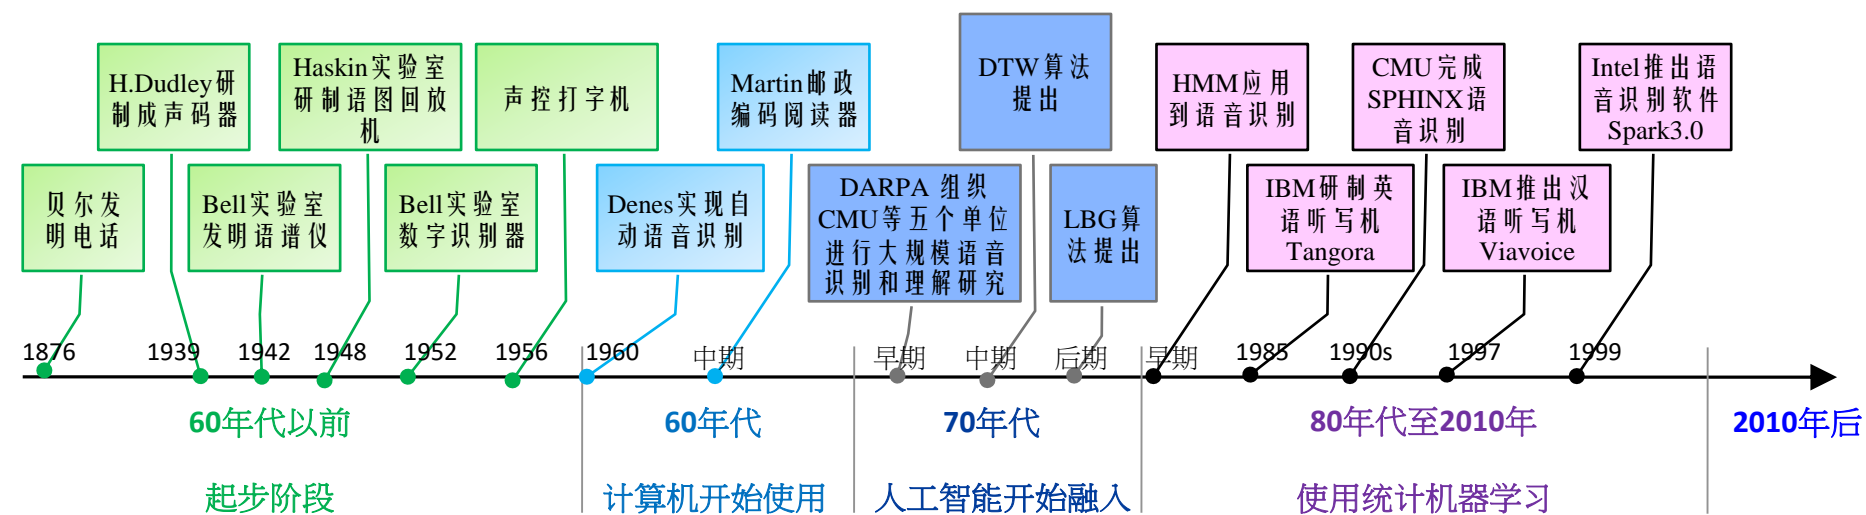 H.Dudley研
制成声码器
Haskin实验室
研制语图回放
机
声控打字机
Martin邮政
编码阅读器
DTW算法
提出
HMM应用
到语音识别
CMU完成
SPHINX语
音识别
Intel推出语
音识别软件
Spark3.0
贝尔发
明电话
Bell实验室
发明语谱仪
Bell实验室
数字识别器
Denes实现自
动语音识别
DARPA 组织
CMU等五个单位
进行大规模语音
识别和理解研究
LBG算
法提出
IBM研制英
语听写机
Tangora
IBM推出汉
语听写机
Viavoice
1876
1939
1942
1948
1952
1956
1960
中期
早期
中期
后期
早期
1985
1990s
1997
1999
60年代以前
60年代
70年代
80年代至2010年
2010年后
起步阶段
计算机开始使用
人工智能开始融入
使用统计机器学习